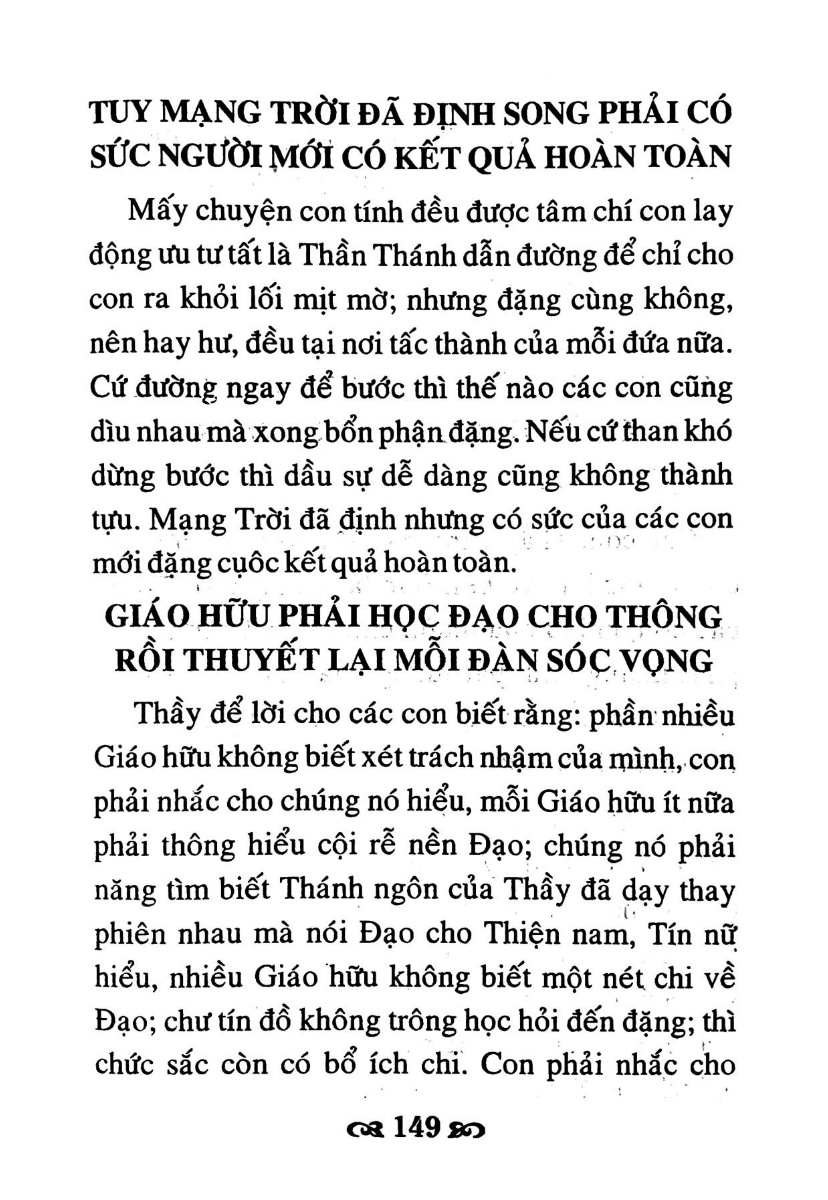 TUY MẠNG TRỜI ĐÃ ĐỊNH SONG PHẢI CÓ
SỨC NGƯỜI MỚI CÓ KẾT QUẢ HOÀN TOÀN
Mấy chuyện con tính đều được tâm chí con lay
động ưu tư tất là Thần Thánh dẫn đường để chỉ cho
con ra khỏi lối mịt mờ; nhưng đặng cùng không,
nên hay hư, đều tại nơi tấc thành của mỗi đứa nữa.
Cứ đường ngay để bước thì thế nào các con cũng
dìu nhau mà xong bổn phận đặng. Nếu cứ than khó
dừng bước thì dầu sự dễ dàng cũng không thành
tựu. Mạng Trời đã định nhưng có sức của các con
mới đặng cuôc kết quả hoàn toàn.
GIÁO HỮU PHẢI HỌC ĐẠO CHO THÔNG
RỒI THUYẾT LẠI MỖI ĐÀN SÓC VỌNG
Thầy để lời cho các con biết rằng: phần nhiều
Giáo hữu không biết xét trách nhậm của mình, con
phải nhắc cho chúng nó hiểu, mỗi Giáo hữu ít nữa
phải thông hiểu cội rễ nền Đạo; chúng nó phải
năng tìm biết Thánh ngôn của Thầy đã dạy thay
phiên nhau mà nói Đạo cho Thiện nam, Tín nữ
hiểu, nhiều Giáo hữu không biết một nét chi về
Đạo; chư tín đồ không trông học hỏi đến đặng; thì
chức sắc còn có bổ ích chi. Con phải nhắc cho
149